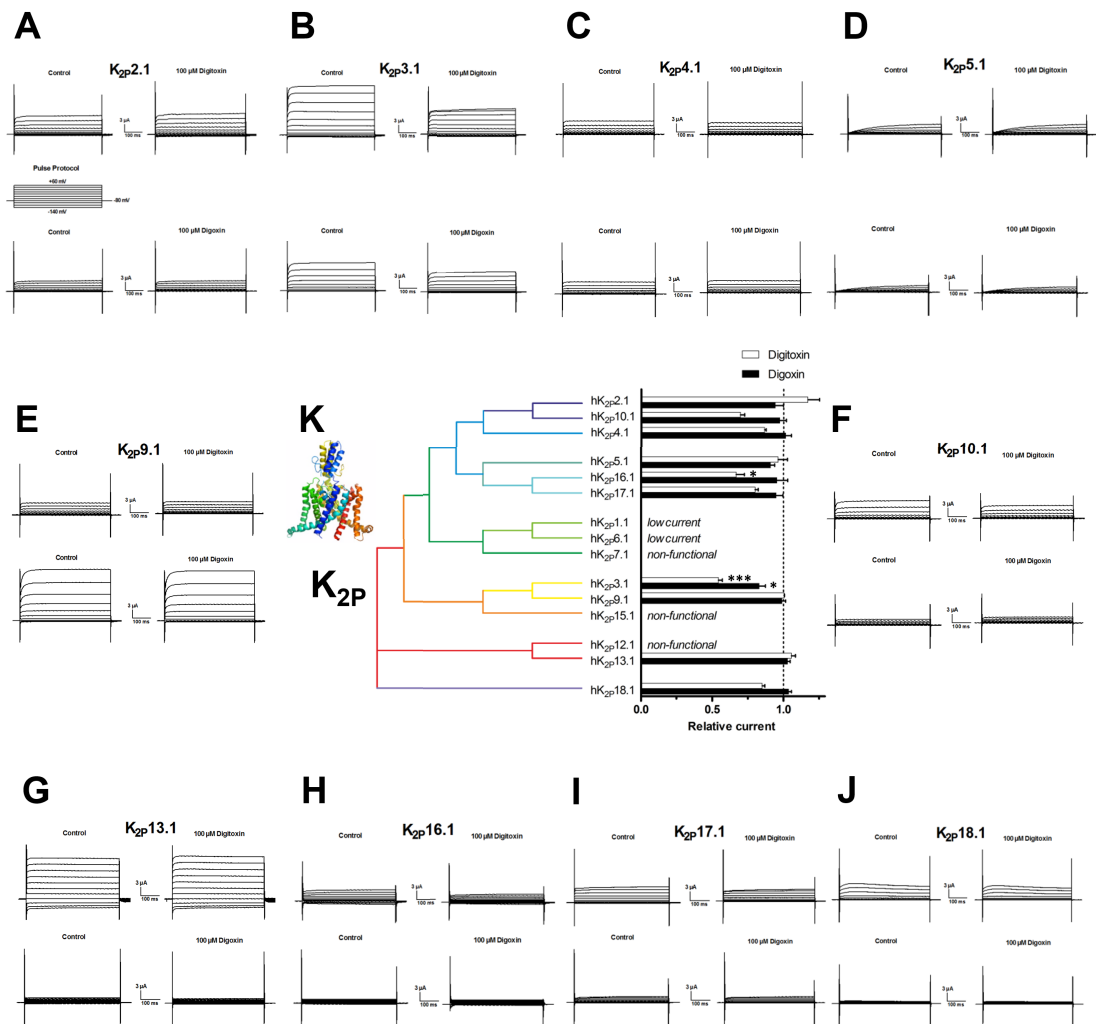 A
B
C
D
K2P2.1
Control
100 µM Digitoxin
3 µA
100 ms
Pulse Protocol
+60 mV
-80 mV
-140 mV
Control
100 µM Digoxin
3 µA
100 ms
K2P3.1
Control
100 µM Digitoxin
3 µA
100 ms
Control
100 µM Digoxin
3 µA
100 ms
K2P4.1
Control
100 µM Digitoxin
3 µA
100 ms
Control
100 µM Digoxin
3 µA
100 ms
K2P5.1
Control
100 µM Digitoxin
3 µA
100 ms
Control
100 µM Digoxin
3 µA
100 ms
E
K2P9.1
Control
100 µM Digitoxin
3 µA
100 ms
Control
100 µM Digoxin
3 µA
100 ms
K
K2P
Digitoxin
Digoxin
hK2P2.1
hK2P10.1
hK2P4.1
hK2P5.1
hK2P16.1 *
hK2P17.1
hK2P1.1 low current
hK2P6.1 low current
hK2P7.1 non-functional
hK2P3.1 *** *
hK2P9.1
hK2P15.1 non-functional
hK2P12.1 non-functional
hK2P13.1
hK2P18.1
0.0 0.5 1.0
Relative current
F
K2P10.1
Control
100 µM Digitoxin
3 µA
100 ms
Control
100 µM Digoxin
3 µA
100 ms
G
K2P13.1
Control
100 µM Digitoxin
3 µA
100 ms
Control
100 µM Digoxin
3 µA
100 ms
H
K2P16.1
Control
100 µM Digitoxin
3 µA
100 ms
Control
100 µM Digoxin
3 µA
100 ms
I
K2P17.1
Control
100 µM Digitoxin
3 µA
100 ms
Control
100 µM Digoxin
3 µA
100 ms
J
K2P18.1
Control
100 µM Digitoxin
3 µA
100 ms
Control
100 µM Digoxin
3 µA
100 ms